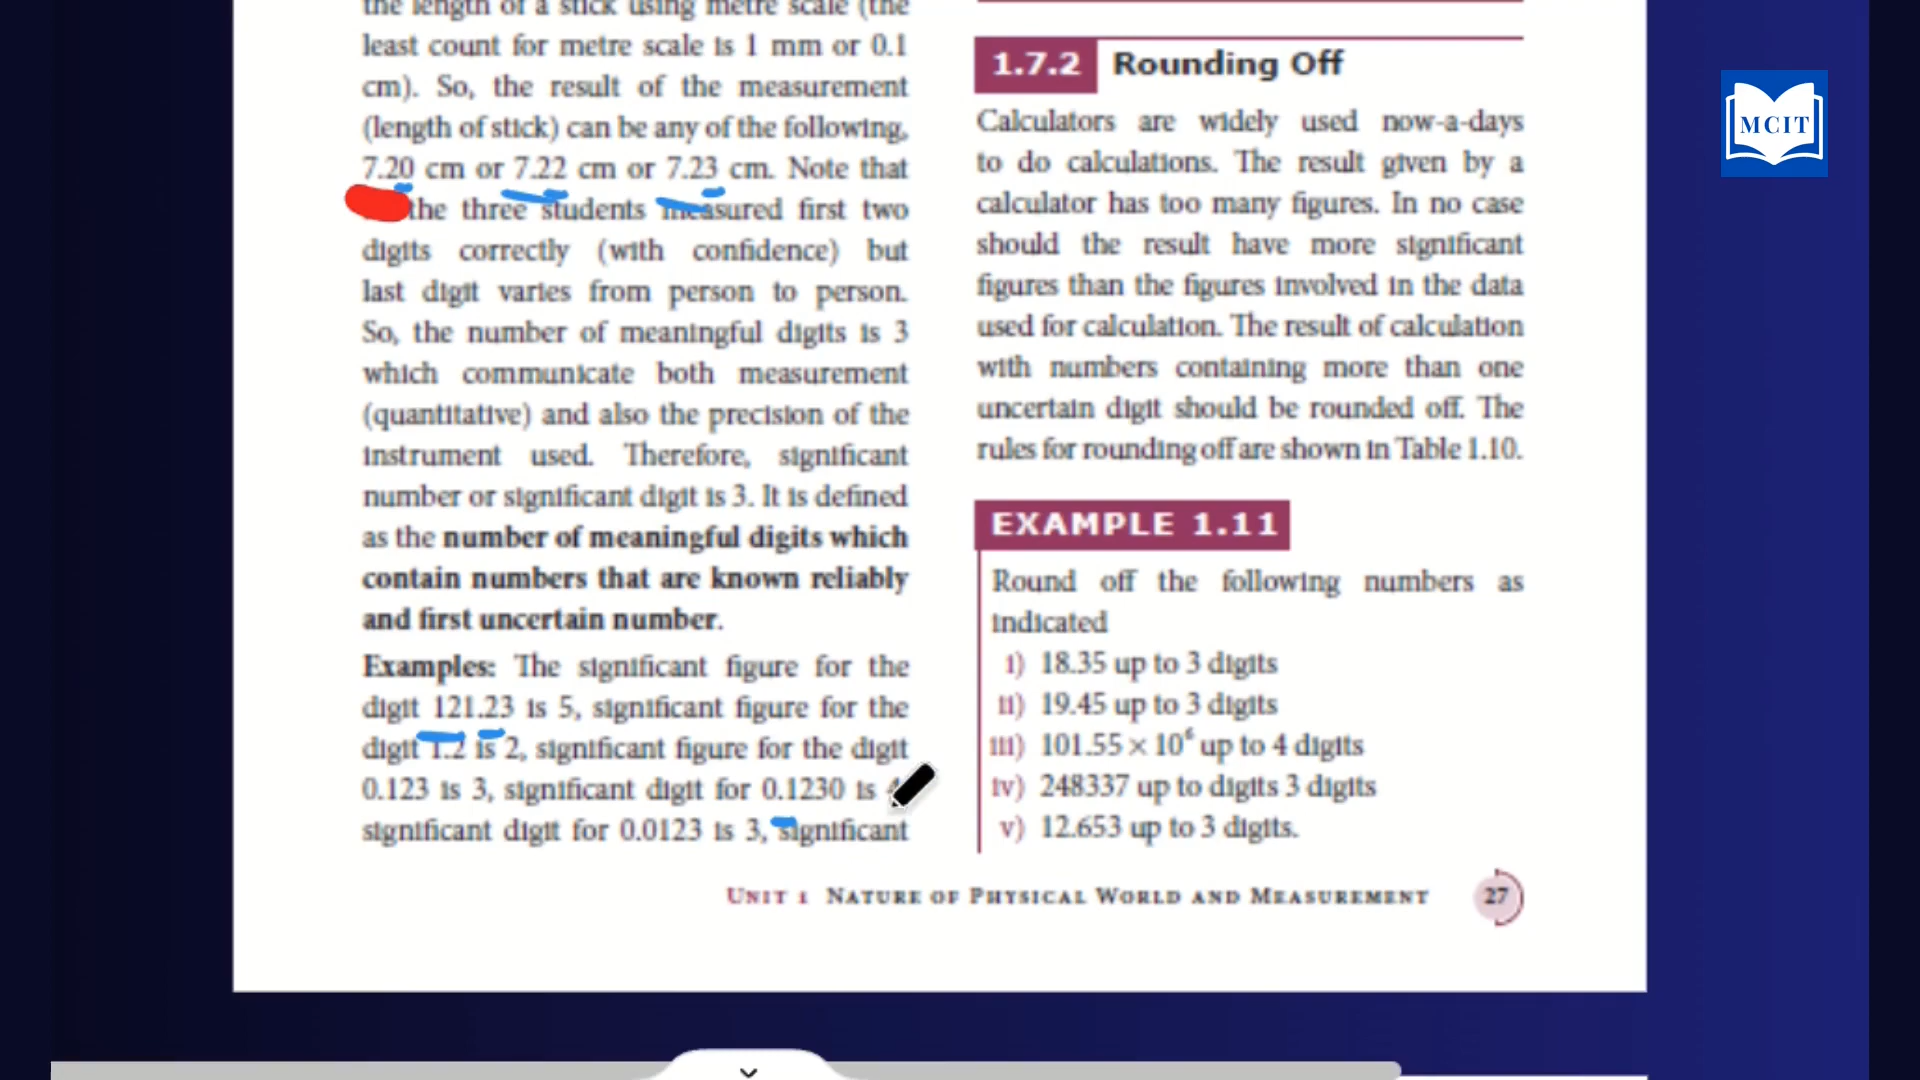 the length of a stick using metre scale (the
least count for metre scale is 1 mm or 0.1
cm). So, the result of the measurement
(length of stick) can be any of the following,
7.20 cm or 7.22 cm or 7.23 cm. Note that
the three students measured first two
digits correctly (with confidence) but
last digit varies from person to person.
So, the number of meaningful digits is 3
which communicate both measurement
(quantitative) and also the precision of the
instrument used. Therefore, significant
number or significant digit is 3. It is defined
as the number of meaningful digits which
contain numbers that are known reliably
and first uncertain number.
Examples: The significant figure for the
digit 121.23 is 5, significant figure for the
digit 1.2 is 2, significant figure for the digit
0.123 is 3, significant digit for 0.1230 is
significant digit for 0.0123 is 3, significant
1.7.2 Rounding Off
Calculators are widely used now-a-days
to do calculations. The result given by a
calculator has too many figures. In no case
should the result have more significant
figures than the figures involved in the data
used for calculation. The result of calculation
with numbers containing more than one
uncertain digit should be rounded off. The
rules for rounding off are shown in Table 1.10.
EXAMPLE 1.11
Round off the following numbers as
indicated
i) 18.35 up to 3 digits
ii) 19.45 up to 3 digits
iii) 101.55 × 10⁶ up to 4 digits
iv) 248337 up to digits 3 digits
v) 12.653 up to 3 digits.
UNIT 1 NATURE OF PHYSICAL WORLD AND MEASUREMENT 27
MCIT